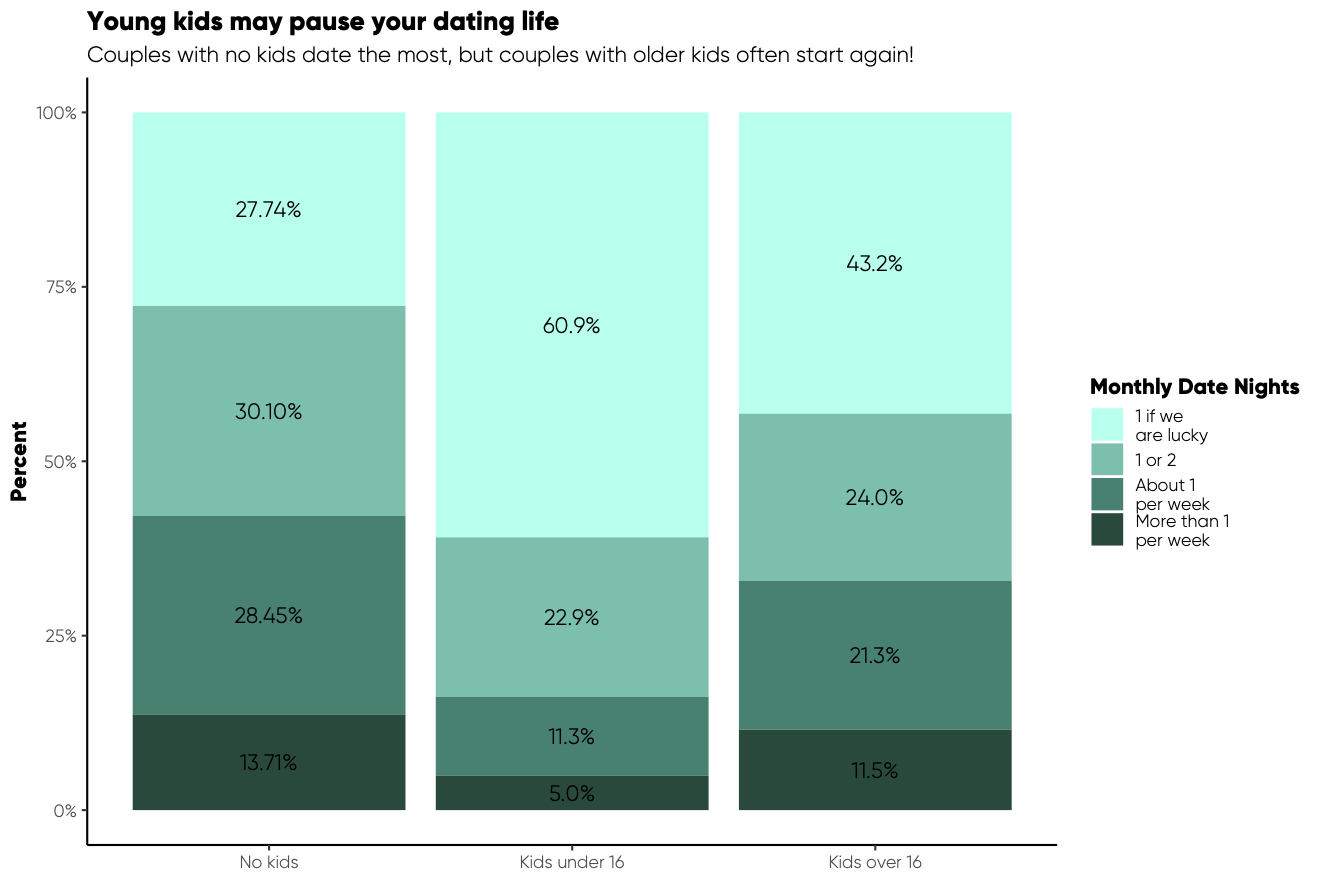 Young kids may pause your dating life
Couples with no kids date the most, but couples with older kids often start again!
Percent
100%
75%
50%
25%
0%
27.74%
30.10%
28.45%
13.71%
60.9%
22.9%
11.3%
5.0%
43.2%
24.0%
21.3%
11.5%
No kids
Kids under 16
Kids over 16
Monthly Date Nights
1 if we
are lucky
1 or 2
About 1
per week
More than 1
per week